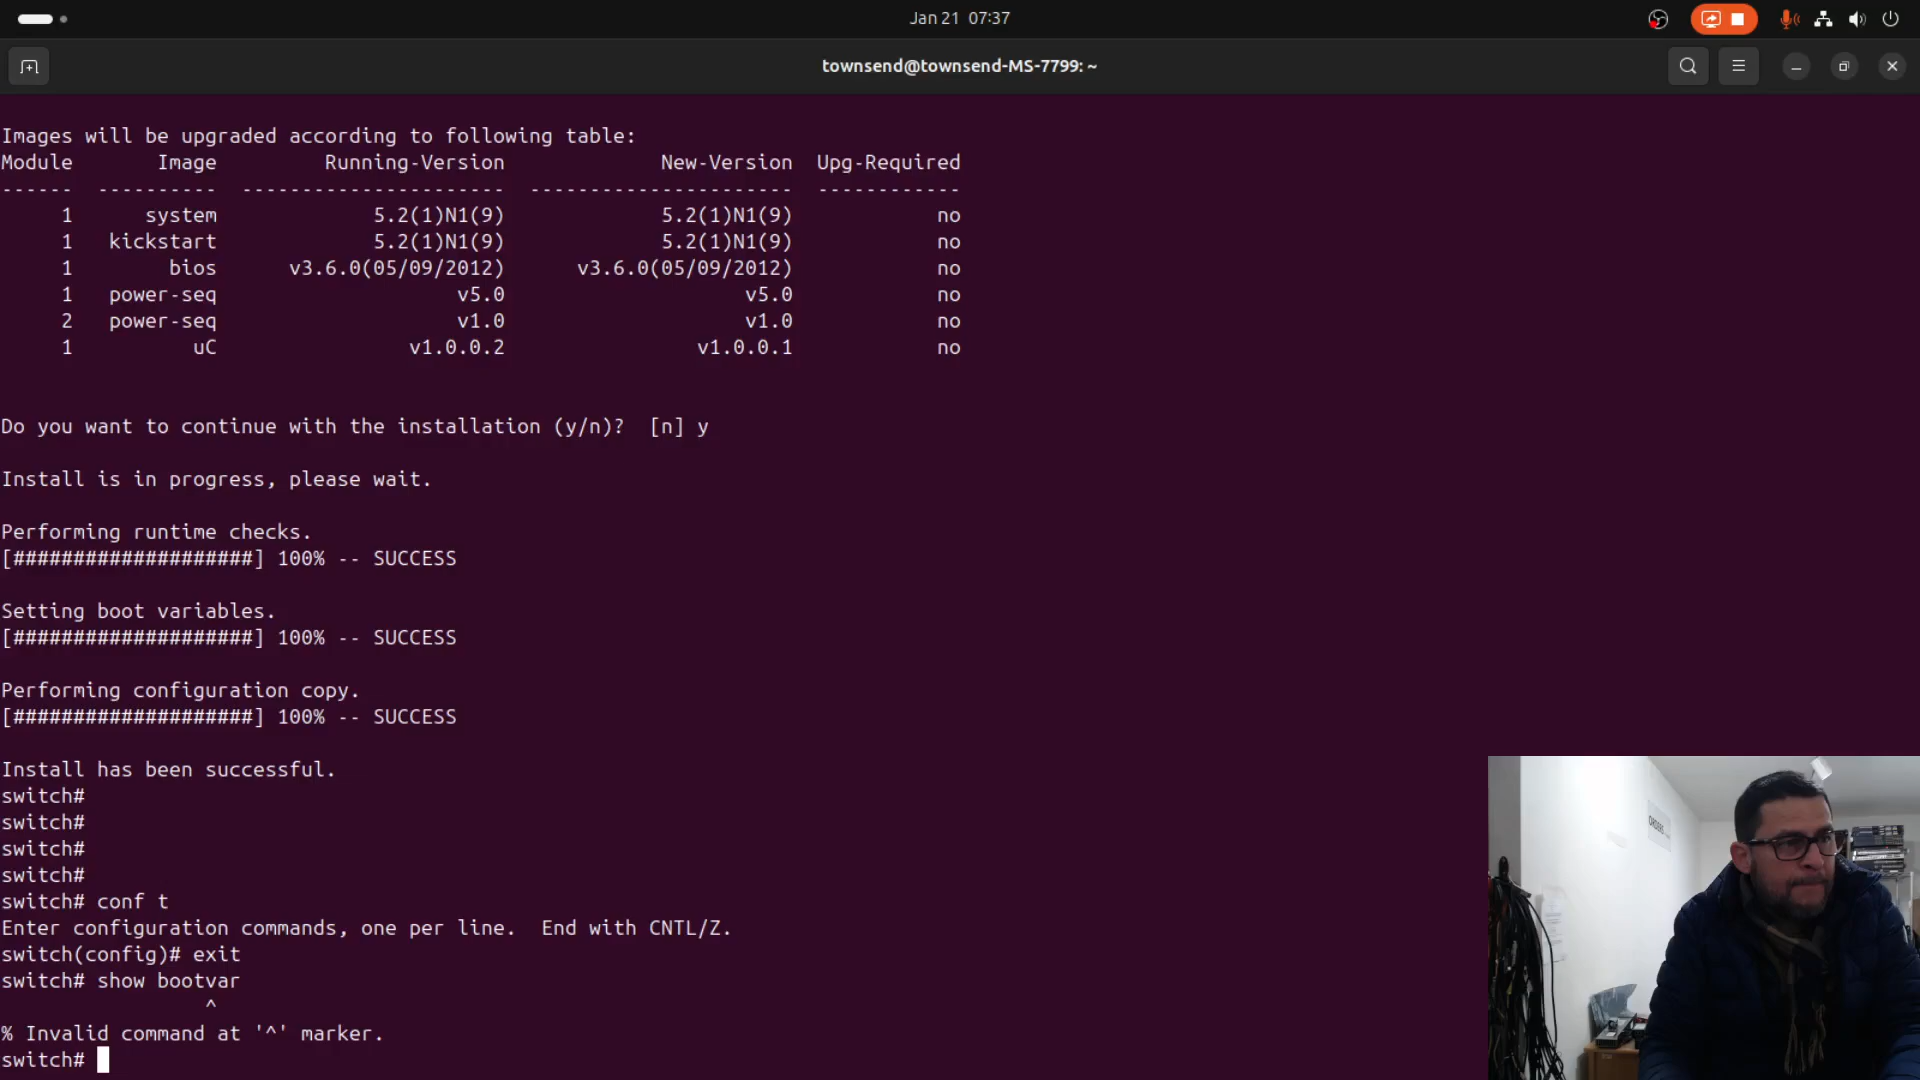 Jan 21 07:37
townsend@townsend-MS-7799: ~
Images will be upgraded according to following table:
Module Image Running-Version New-Version Upg-Required
------ ---------- ---------------------- ---------------------- ------------
1 system 5.2(1)N1(9) 5.2(1)N1(9) no
1 kickstart 5.2(1)N1(9) 5.2(1)N1(9) no
1 bios v3.6.0(05/09/2012) v3.6.0(05/09/2012) no
1 power-seq v5.0 v5.0 no
2 power-seq v1.0 v1.0 no
1 uC v1.0.0.2 v1.0.0.1 no
Do you want to continue with the installation (y/n)? [n] y
Install is in progress, please wait.
Performing runtime checks.
[####################] 100% -- SUCCESS
Setting boot variables.
[####################] 100% -- SUCCESS
Performing configuration copy.
[####################] 100% -- SUCCESS
Install has been successful.
switch#
switch#
switch#
switch#
switch# conf t
Enter configuration commands, one per line. End with CNTL/Z.
switch(config)# exit
switch# show bootvar
^
% Invalid command at '^' marker.
switch#
ORDERS